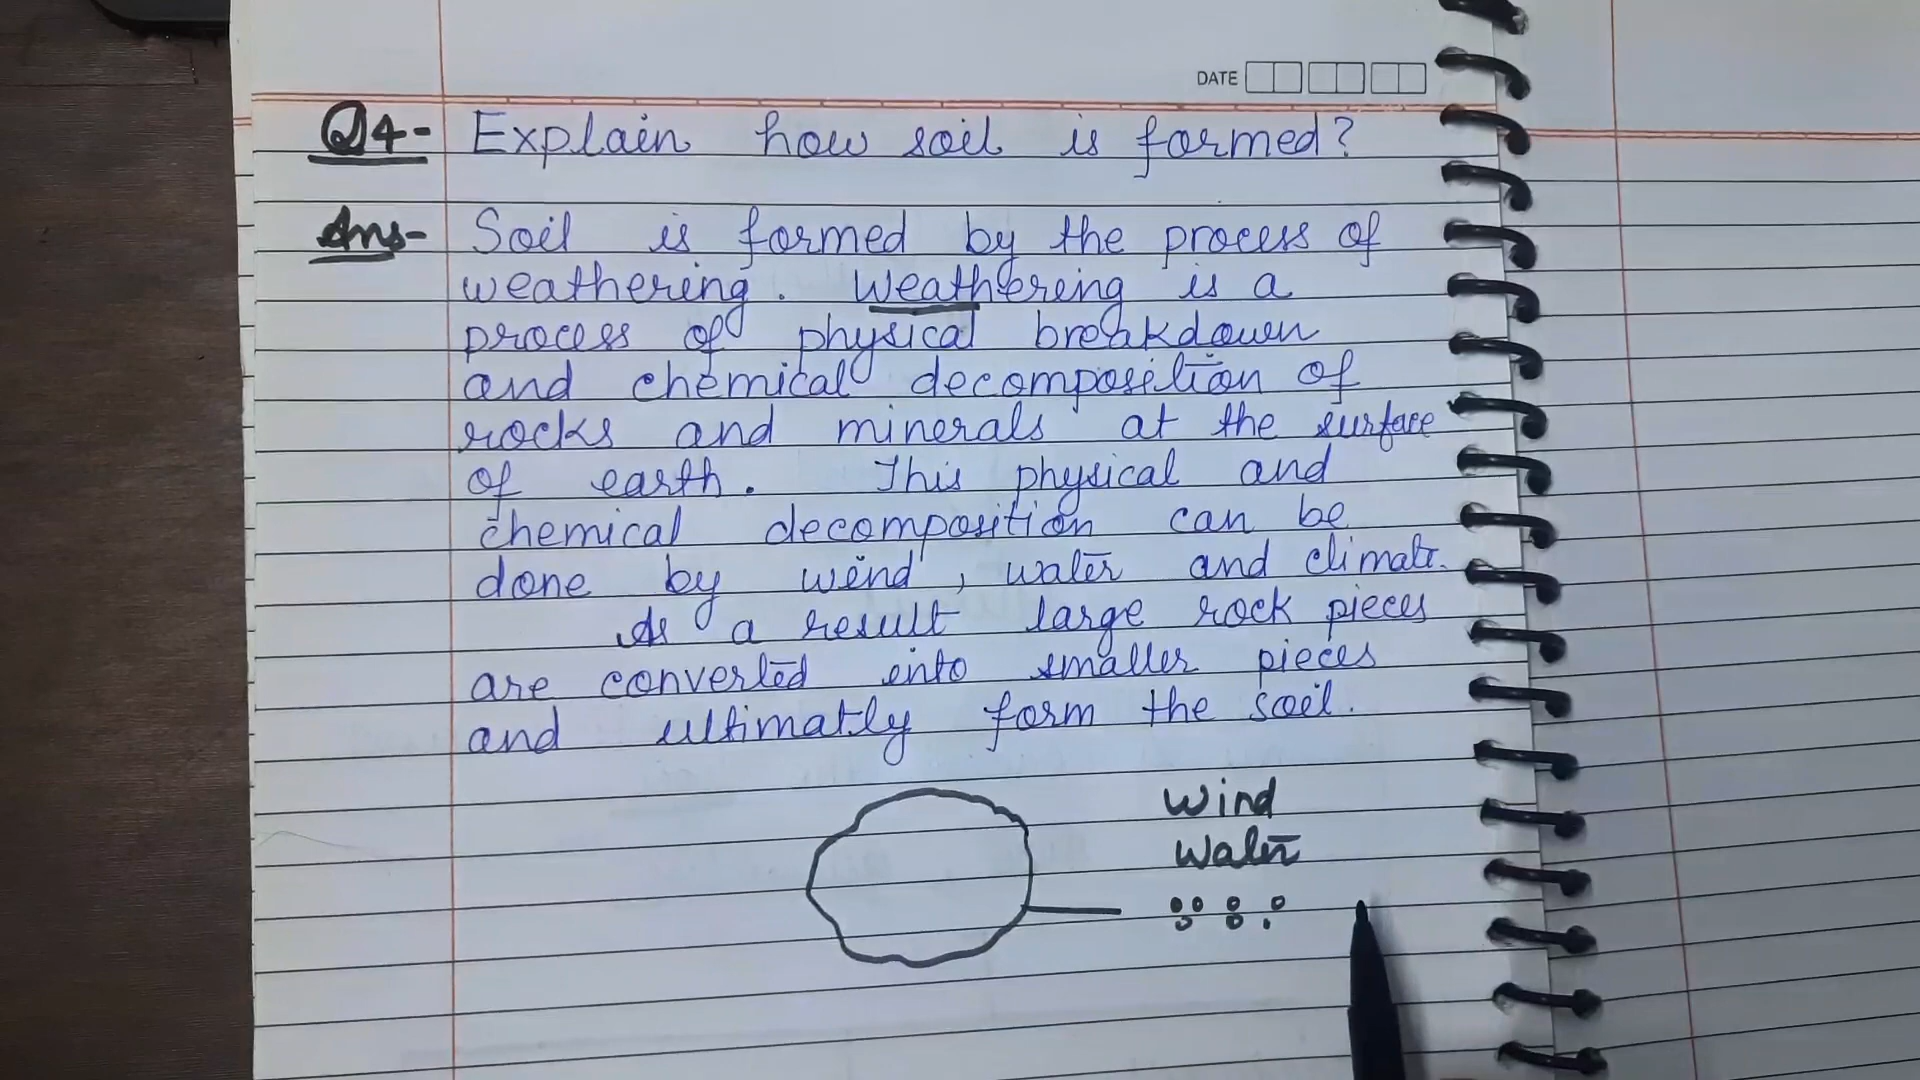 DATE
Q4- Explain how soil is formed?
Ans- Soil is formed by the process of
weathering. Weathering is a
process of physical breakdown
and chemical decomposition of
rocks and minerals at the surface
of earth. This physical and
chemical decomposition can be
done by wind, water and climate.
As a result large rock pieces
are converted into smaller pieces
and ultimatly form the soil.
Wind
Water